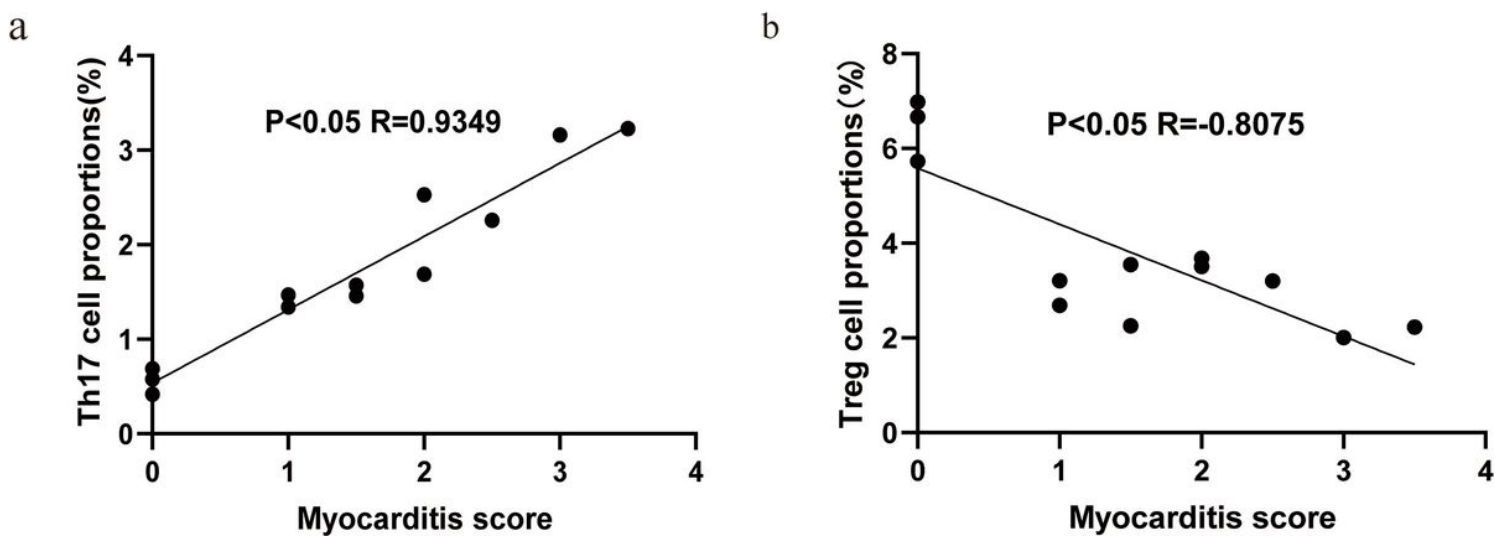 a
Th17 cell proportions(%)
4
3
2
1
0
P<0.05 R=0.9349
0 1 2 3 4
Myocarditis score
b
Treg cell proportions(%)
8
6
4
2
0
P<0.05 R=-0.8075
0 1 2 3 4
Myocarditis score